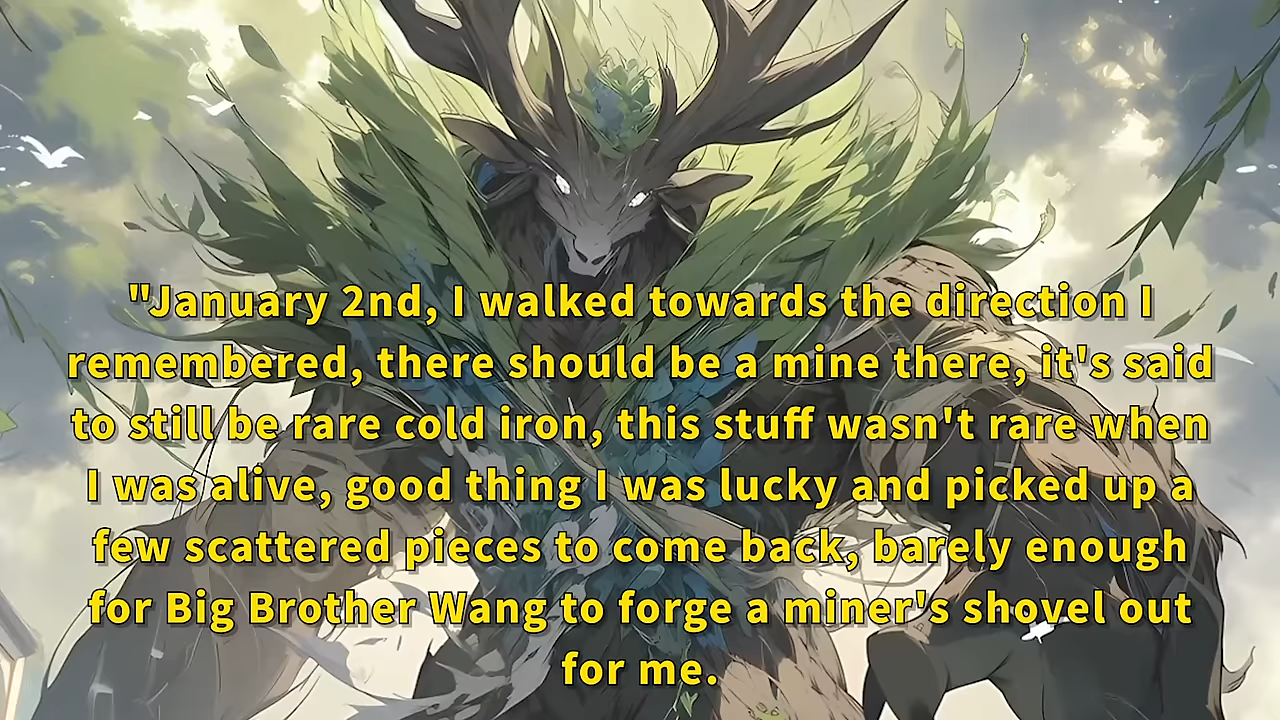 "January 2nd, I walked towards the direction I
remembered, there should be a mine there, it's said
to still be rare cold iron, this stuff wasn't rare when
I was alive, good thing I was lucky and picked up a
few scattered pieces to come back, barely enough
for Big Brother Wang to forge a miner's shovel out
for me.